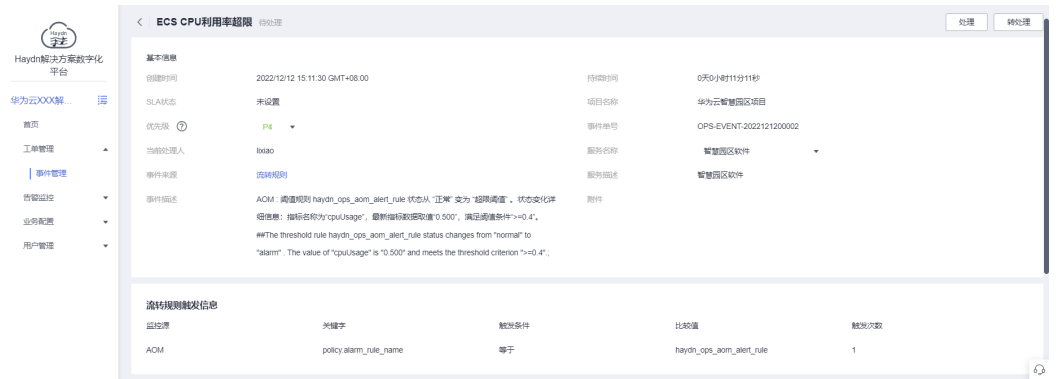 Haydn
Haydn解决方案数字化
平台
华为云XXX解...
首页
工单管理
事件管理
告警监控
业务配置
用户管理
ECS CPU利用率超限 待处理
处理 转处理
基本信息
创建时间 2022/12/12 15:11:30 GMT+08:00 持续时间 0天0小时11分11秒
SLA状态 未设置 项目名称 华为云智慧园区项目
优先级 ? P4 事件单号 OPS-EVENT-2022121200002
当前处理人 lixiao 服务名称 智慧园区软件
事件来源 流转规则 服务描述 智慧园区软件
事件描述 AOM : 阈值规则 haydn_ops_aom_alert_rule 状态从 "正常" 变为 "超限阈值" 。状态变化详 附件
细信息：指标名称为"cpuUsage"，最新指标数据取值"0.500"，满足阈值条件">=0.4"。
##The threshold rule haydn_ops_aom_alert_rule status changes from "normal" to
"alarm" . The value of "cpuUsage" is "0.500" and meets the threshold criterion ">=0.4".;
流转规则触发信息
监控源 关键字 触发条件 比较值 触发次数
AOM policy.alarm_rule_name 等于 haydn_ops_aom_alert_rule 1